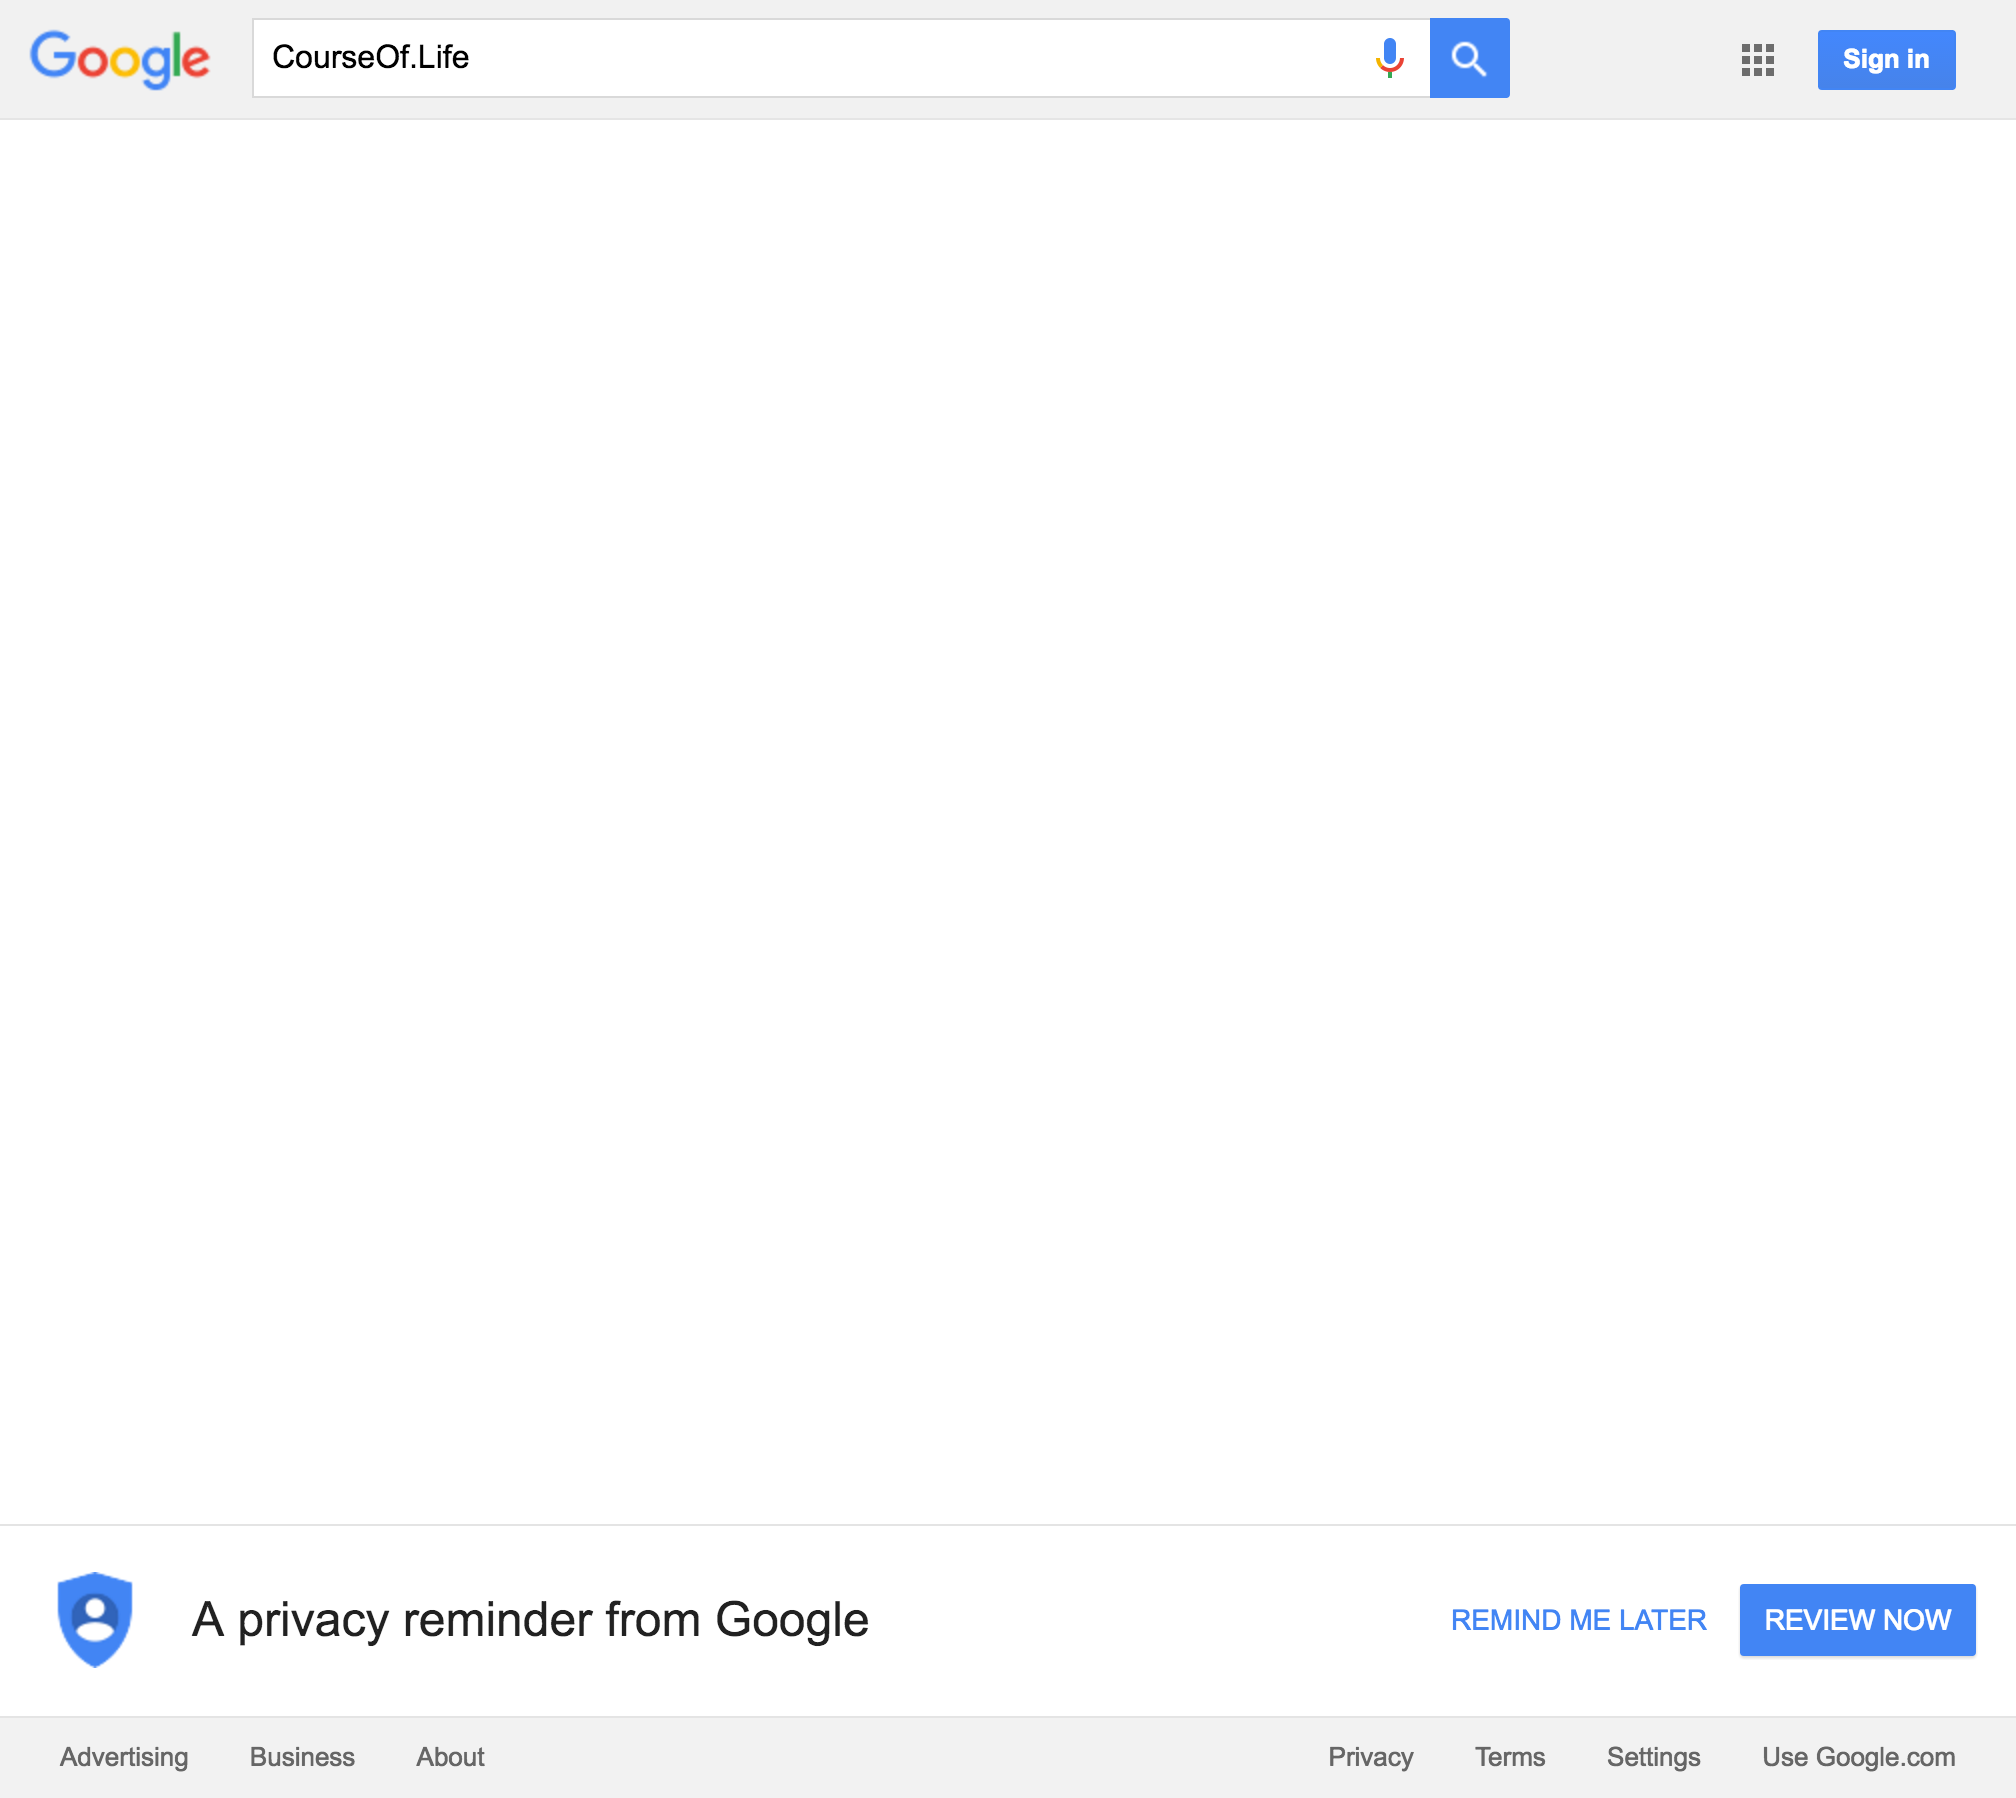 Google
CourseOf.Life
Sign in
A privacy reminder from Google
REMIND ME LATER
REVIEW NOW
Advertising Business About Privacy Terms Settings Use Google.com